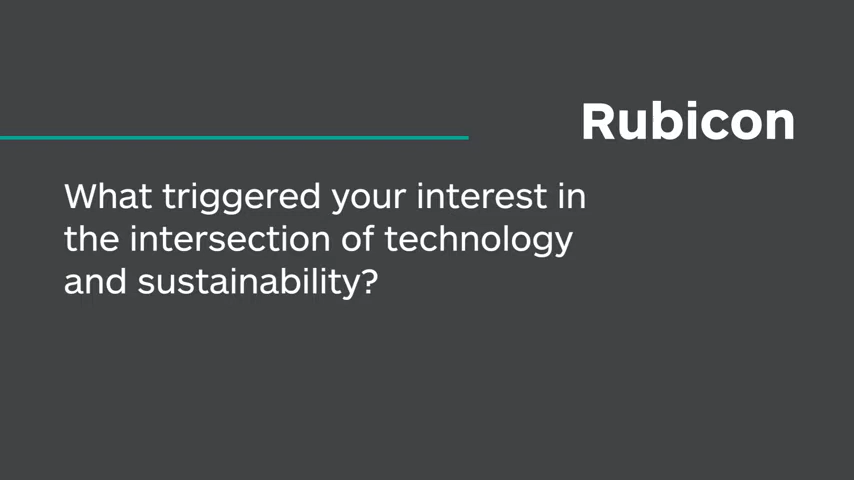 Rubicon
What triggered your interest in
the intersection of technology
and sustainability?